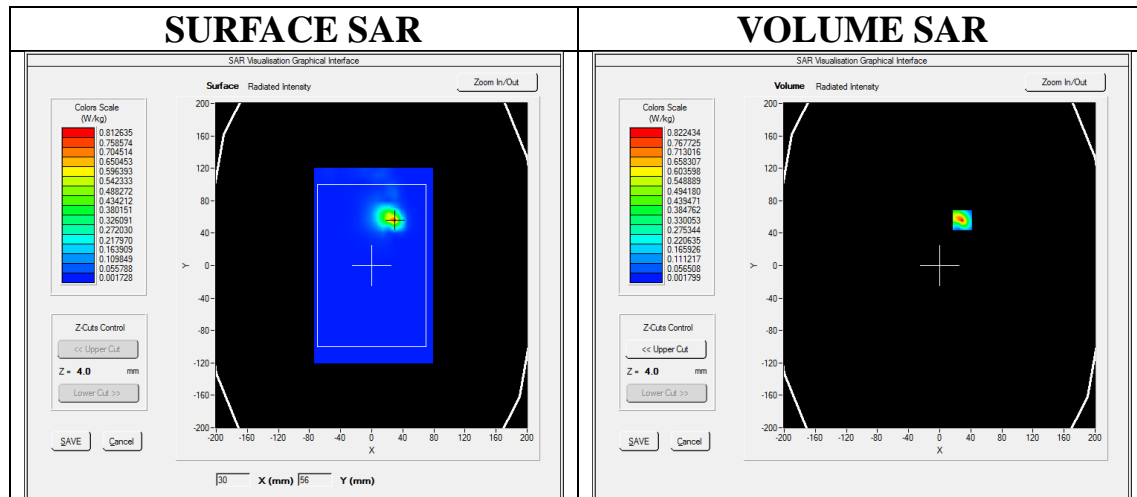 SURFACE SAR
SAR Visualisation Graphical Interface
Surface Radiated Intensity
Zoom In/Out
Colors Scale
(W/kg)
0.812635
0.758574
0.704514
0.650453
0.596393
0.542333
0.488272
0.434212
0.380151
0.326091
0.272030
0.217970
0.163909
0.109849
0.055788
0.001728
Z-Cuts Control
<< Upper Cut
Z = 4.0 mm
Lower Cut >>
SAVE Cancel
200
160
120
80
40
0
-40
-80
-120
-160
-200
Y
-200 -160 -120 -80 -40 0 40 80 120 160 200
X
30 X (mm) 56 Y (mm)
VOLUME SAR
SAR Visualisation Graphical Interface
Volume Radiated Intensity
Zoom In/Out
Colors Scale
(W/kg)
0.822434
0.767725
0.713016
0.658307
0.603598
0.548889
0.494180
0.439471
0.384762
0.330053
0.275344
0.220635
0.165926
0.111217
0.056508
0.001799
Z-Cuts Control
<< Upper Cut
Z = 4.0 mm
Lower Cut >>
SAVE Cancel
200
160
120
80
40
0
-40
-80
-120
-160
-200
Y
-200 -160 -120 -80 -40 0 40 80 120 160 200
X